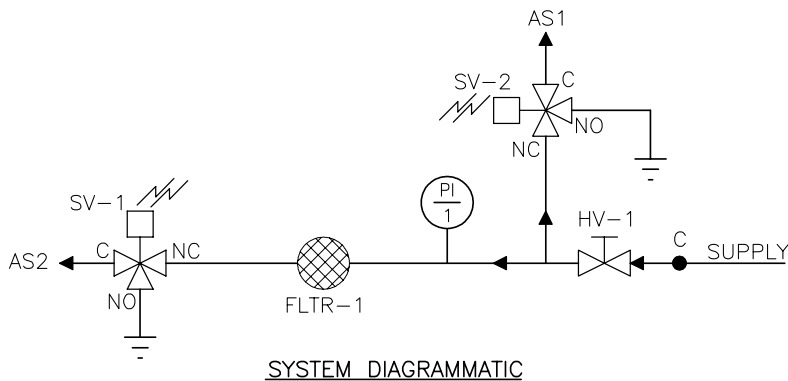 AS1
SV-2
C
NO
NC
PI
1
HV-1
C
SUPPLY
SV-1
C
NC
AS2
NO
FLTR-1
SYSTEM DIAGRAMMATIC